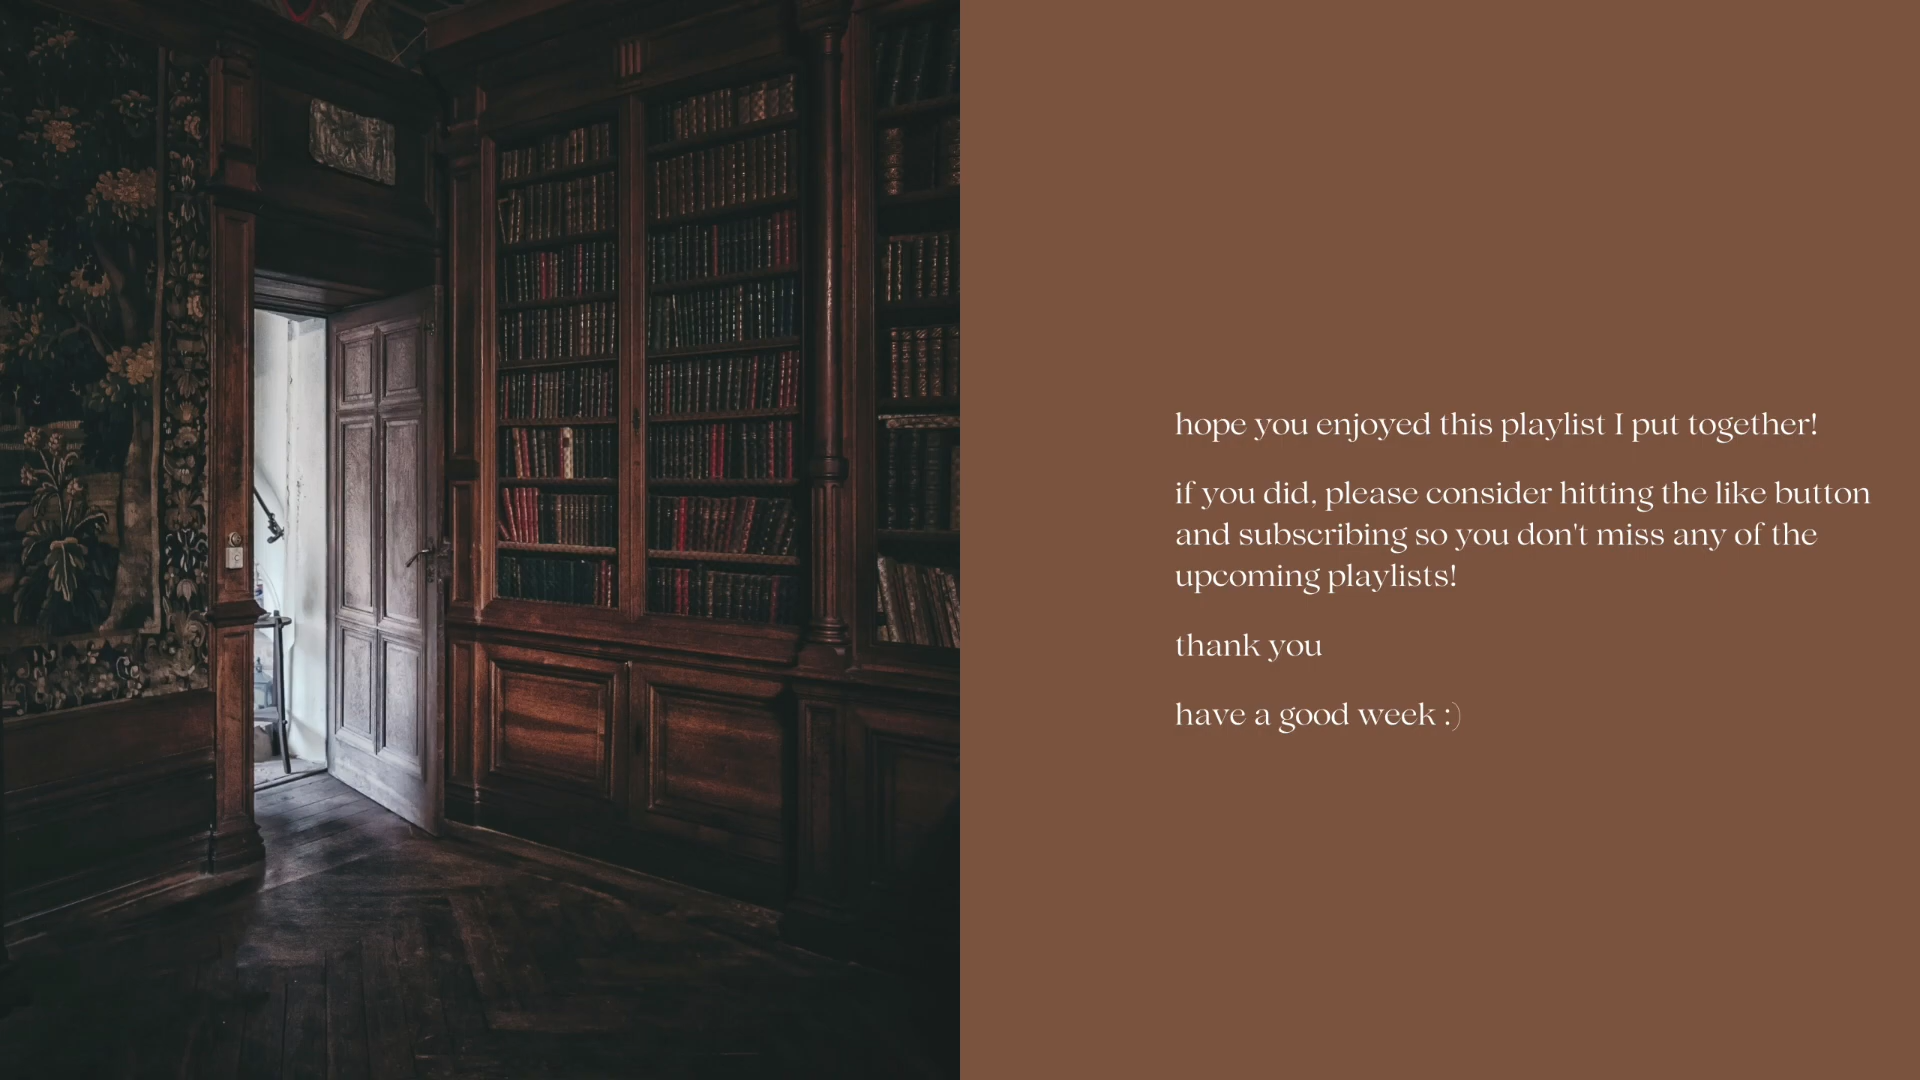 hope you enjoyed this playlist I put together!
if you did, please consider hitting the like button
and subscribing so you don't miss any of the
upcoming playlists!
thank you
have a good week :)